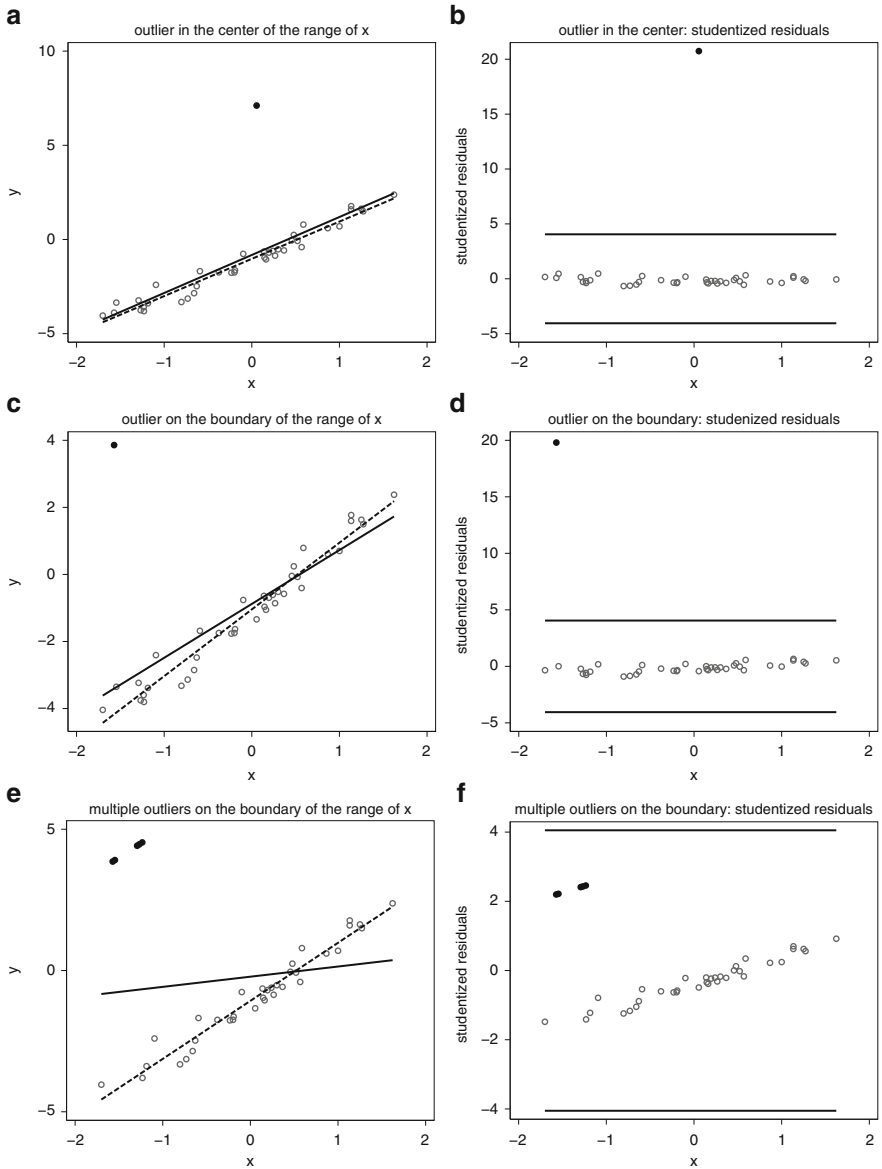 a
outlier in the center of the range of x
10
5
0
−5
y
−2
−1
0
1
2
x
b
outlier in the center: studentized residuals
20
15
10
5
0
−5
studentized residuals
−2
−1
0
1
2
x
c
outlier on the boundary of the range of x
4
2
0
−2
−4
y
−2
−1
0
1
2
x
d
outlier on the boundary: studenized residuals
20
15
10
5
0
−5
studentized residuals
−2
−1
0
1
2
x
e
multiple outliers on the boundary of the range of x
5
0
−5
y
−2
−1
0
1
2
x
f
multiple outliers on the boundary: studentized residuals
4
2
0
−2
−4
studentized residuals
−2
−1
0
1
2
x